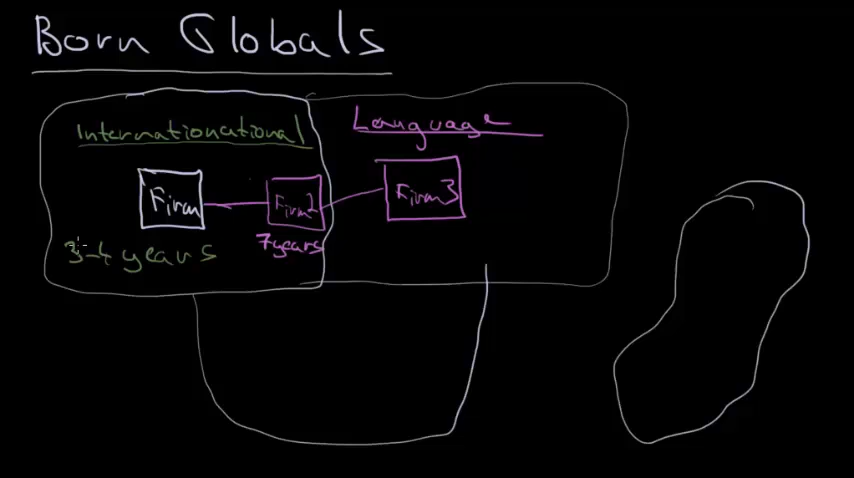 Born Globals
Internationational
Language
Firm
Firm2
Firm3
3-4 years
7years